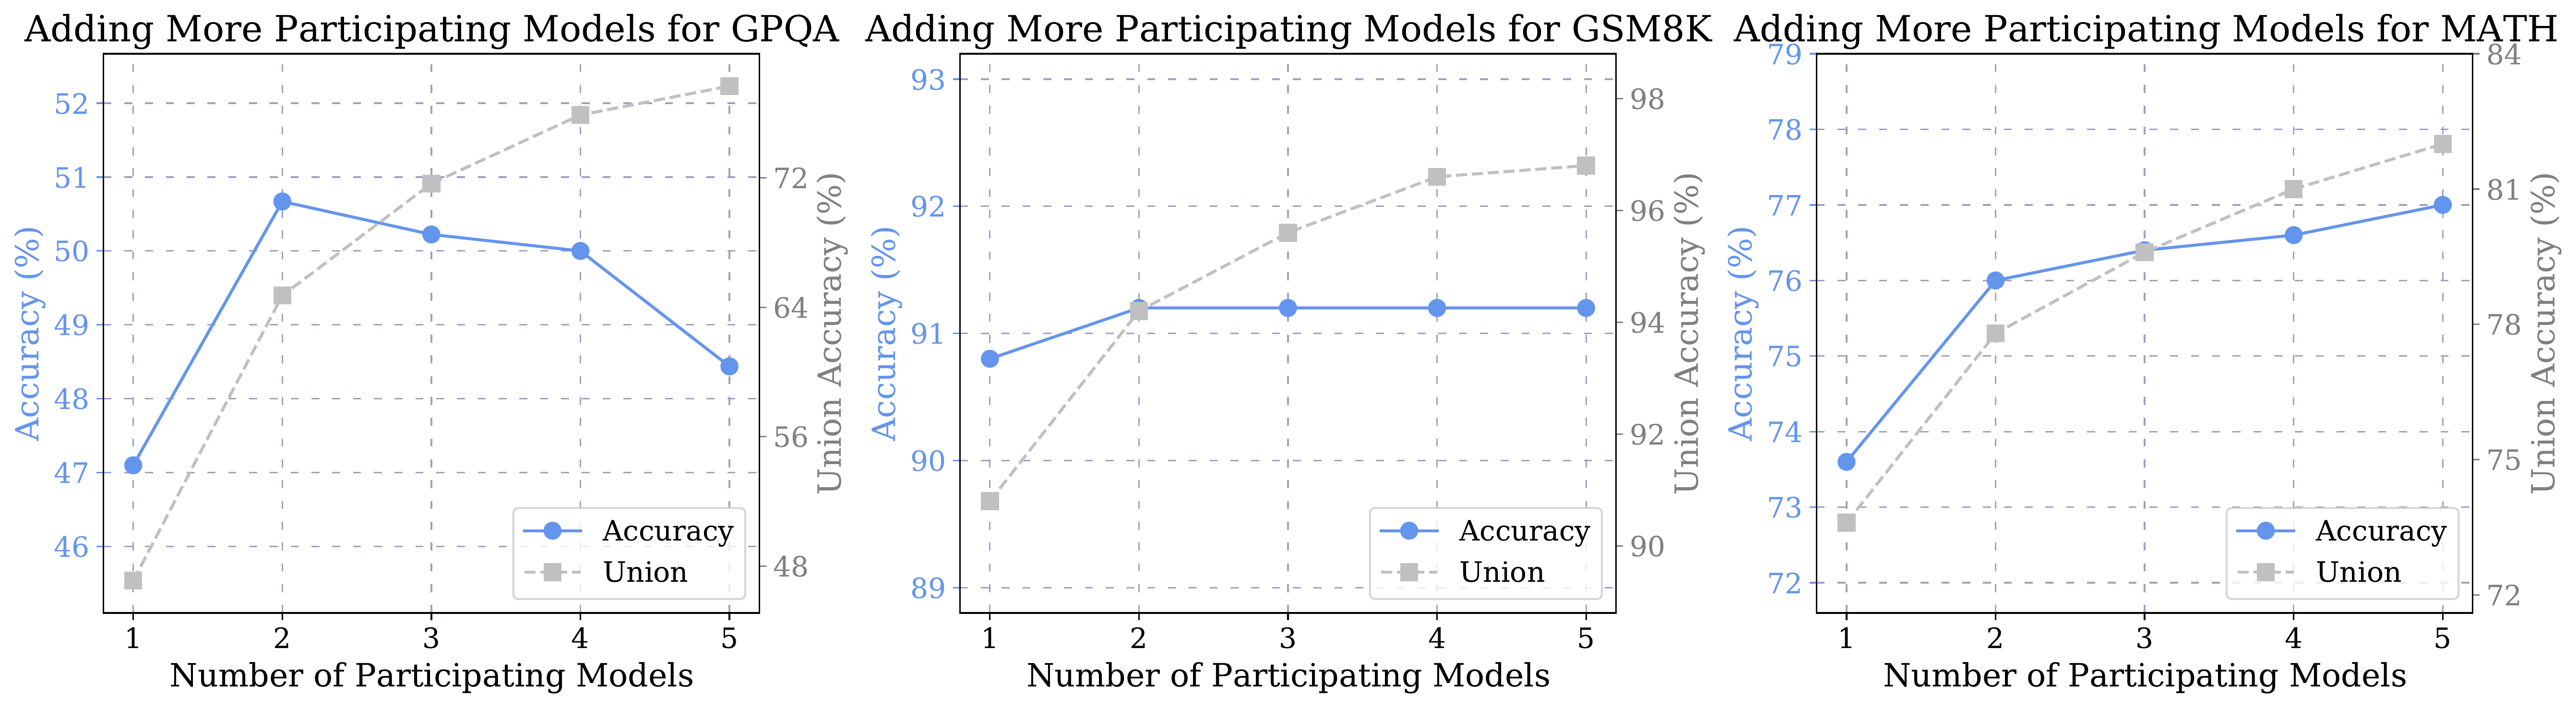 Adding More Participating Models for GPQA
52
51
50
49
48
47
46
Accuracy (%)
72
64
56
48
Union Accuracy (%)
Accuracy
Union
1 2 3 4 5
Number of Participating Models
Adding More Participating Models for GSM8K
93
92
91
90
89
Accuracy (%)
98
96
94
92
90
Union Accuracy (%)
Accuracy
Union
1 2 3 4 5
Number of Participating Models
Adding More Participating Models for MATH
79
78
77
76
75
74
73
72
Accuracy (%)
84
81
78
75
72
Union Accuracy (%)
Accuracy
Union
1 2 3 4 5
Number of Participating Models